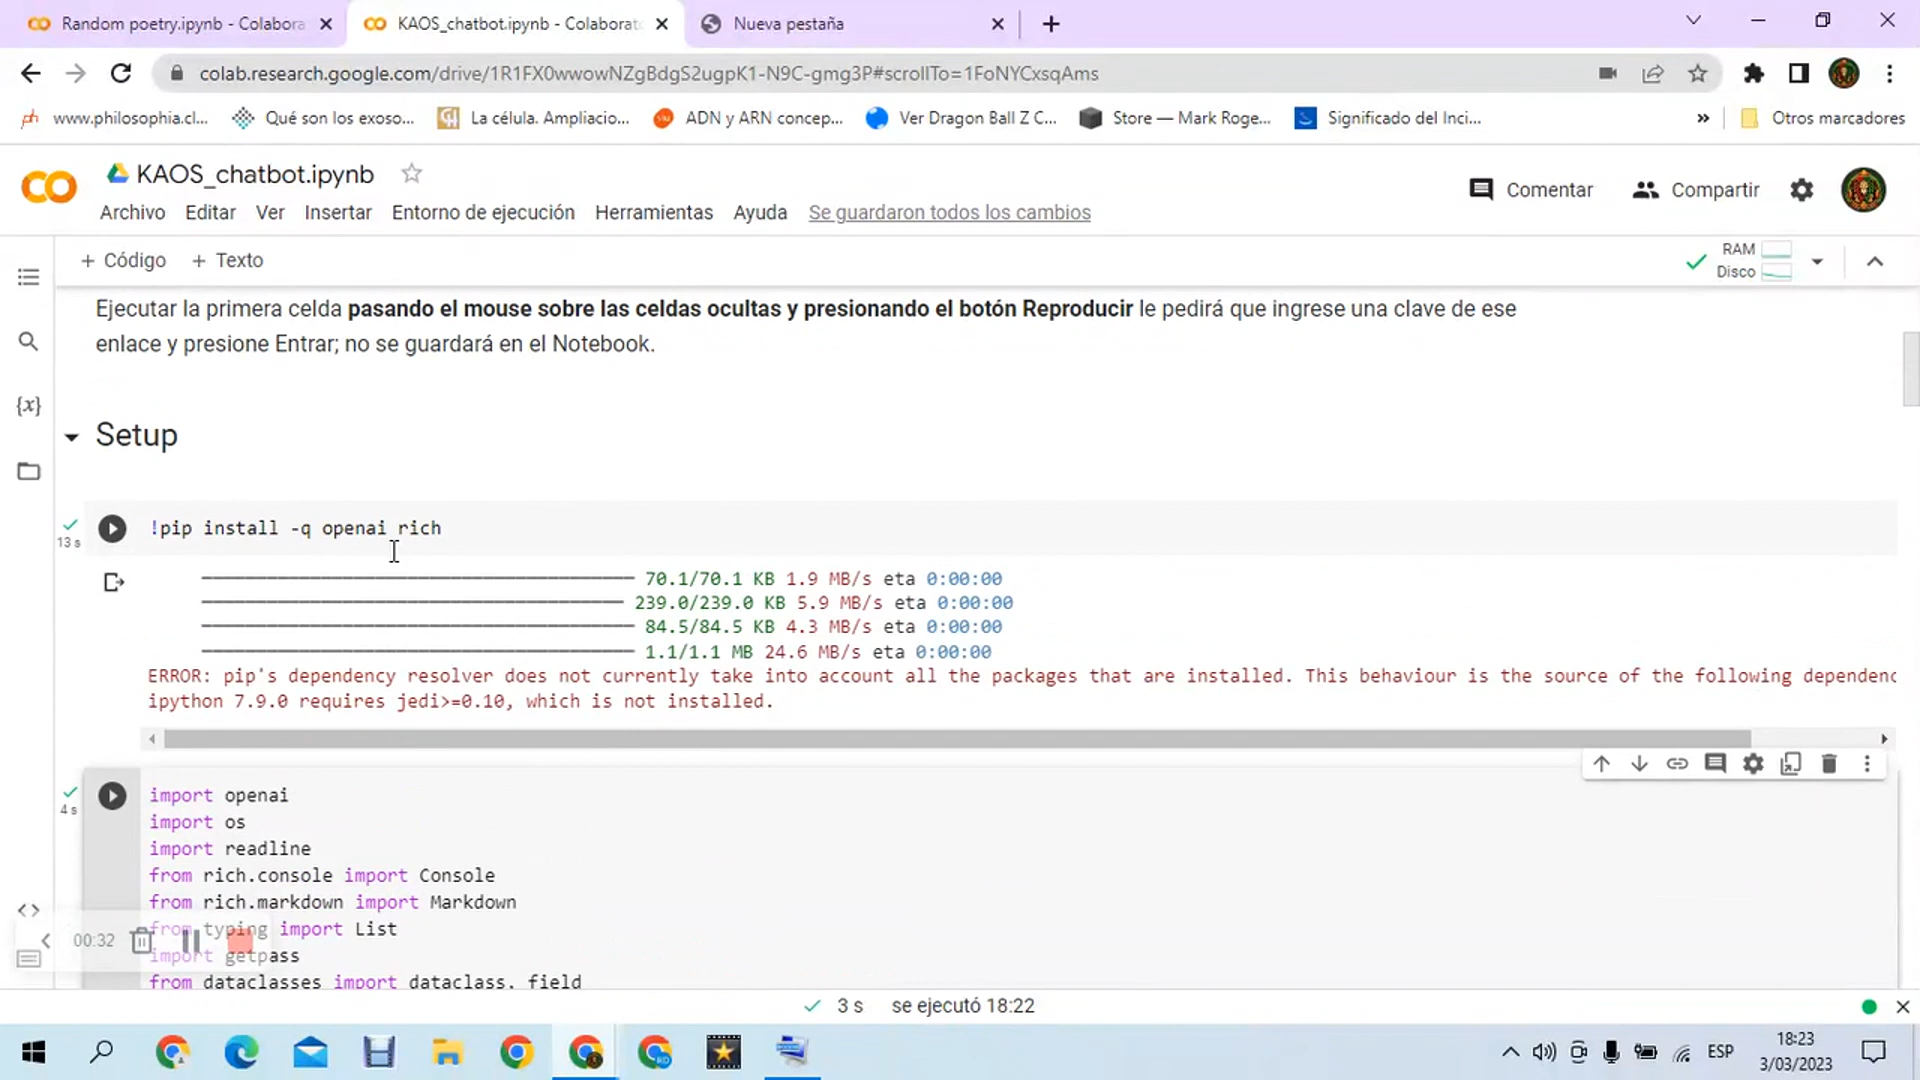 Random poetry.ipynb - Colabora
KAOS_chatbot.ipynb - Colaborato
Nueva pestaña
colab.research.google.com/drive/1R1FX0wwowNZgBdgS2ugpK1-N9C-gmg3P#scrollTo=1FoNYCxsqAms
www.philosophia.cl...
Qué son los exoso...
La célula. Ampliacio...
ADN y ARN concep...
Ver Dragon Ball Z C...
Store — Mark Roge...
Significado del Inci...
»
Otros marcadores
KAOS_chatbot.ipynb
Comentar
Compartir
Archivo Editar Ver Insertar Entorno de ejecución Herramientas Ayuda Se guardaron todos los cambios
+ Código + Texto
RAM
Disco
Ejecutar la primera celda pasando el mouse sobre las celdas ocultas y presionando el botón Reproducir le pedirá que ingrese una clave de ese
enlace y presione Entrar; no se guardará en el Notebook.
{x}
Setup
!pip install -q openai rich
13 s
70.1/70.1 KB 1.9 MB/s eta 0:00:00
239.0/239.0 KB 5.9 MB/s eta 0:00:00
84.5/84.5 KB 4.3 MB/s eta 0:00:00
1.1/1.1 MB 24.6 MB/s eta 0:00:00
ERROR: pip's dependency resolver does not currently take into account all the packages that are installed. This behaviour is the source of the following dependenc
ipython 7.9.0 requires jedi>=0.10, which is not installed.
import openai
4 s
import os
import readline
from rich.console import Console
from rich.markdown import Markdown
from typing import List
00:32
import getpass
from dataclasses import dataclass, field
3 s se ejecutó 18:22
ESP
18:23
3/03/2023